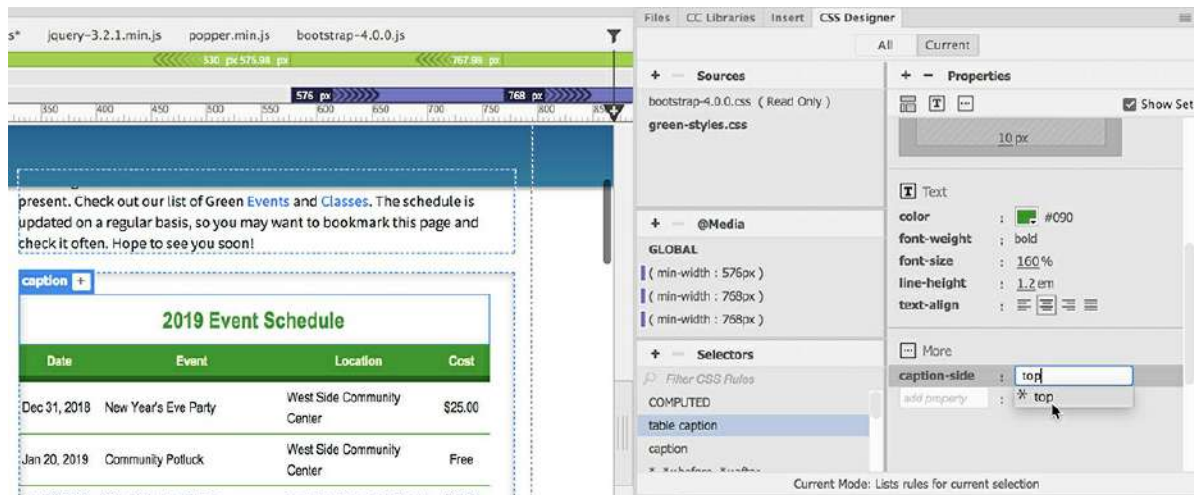 s* jquery-3.2.1.min.js popper.min.js bootstrap-4.0.0.js
530 px 575.98 px 767.98 px
576 px 768 px
350 400 450 500 550 600 650 700 750 800
present. Check out our list of Green Events and Classes. The schedule is
updated on a regular basis, so you may want to bookmark this page and
check it often. Hope to see you soon!
caption +
2019 Event Schedule
Date Event Location Cost
Dec 31, 2018 New Year's Eve Party West Side Community
Center $25.00
Jan 20, 2019 Community Potluck West Side Community
Center Free
Files CC Libraries Insert CSS Designer
All Current
+ − Sources
bootstrap-4.0.0.css ( Read Only )
green-styles.css
+ − @Media
GLOBAL
( min-width : 576px )
( min-width : 768px )
( min-width : 768px )
+ − Selectors
Filter CSS Rules
COMPUTED
table caption
caption
+ − Properties
T Show Set
10 px
T Text
color : #090
font-weight : bold
font-size : 160 %
line-height : 1.2 em
text-align :
More
caption-side : top
add property : top
Current Mode: Lists rules for current selection